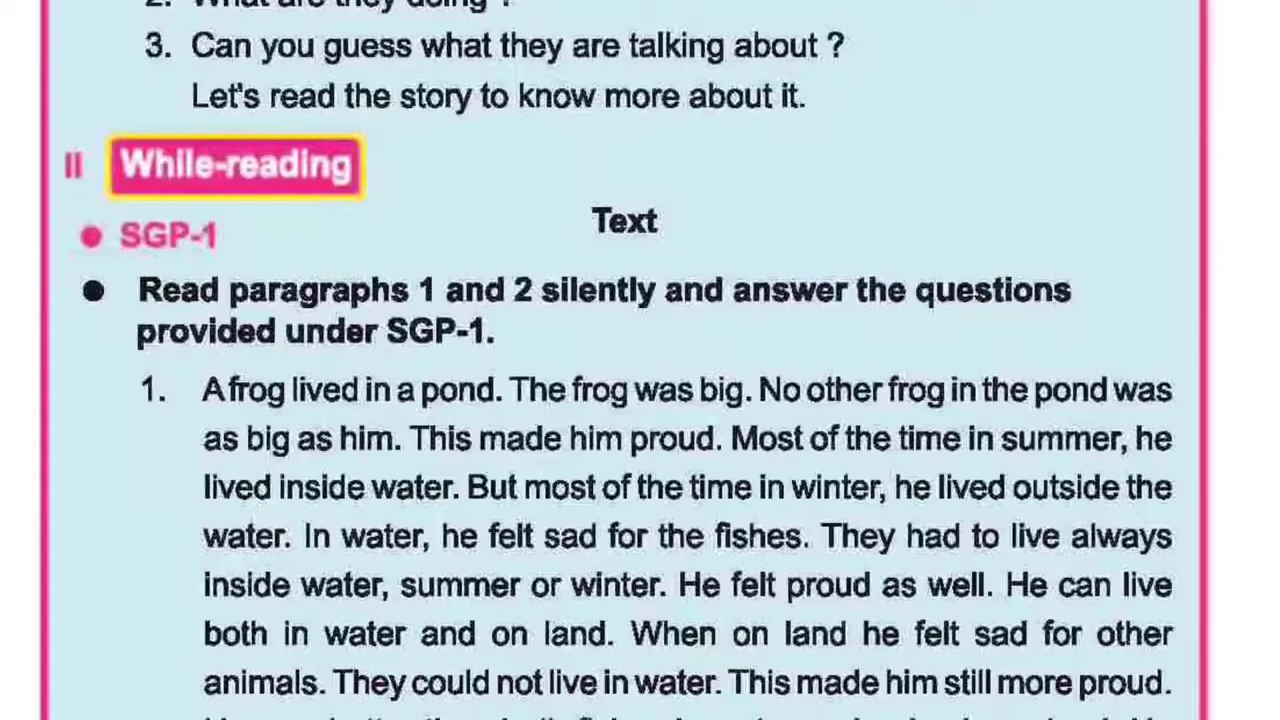 2. What are they doing ?
3. Can you guess what they are talking about ?
Let's read the story to know more about it.
II While-reading
Text
● SGP-1
● Read paragraphs 1 and 2 silently and answer the questions
provided under SGP-1.
1. A frog lived in a pond. The frog was big. No other frog in the pond was
as big as him. This made him proud. Most of the time in summer, he
lived inside water. But most of the time in winter, he lived outside the
water. In water, he felt sad for the fishes. They had to live always
inside water, summer or winter. He felt proud as well. He can live
both in water and on land. When on land he felt sad for other
animals. They could not live in water. This made him still more proud.